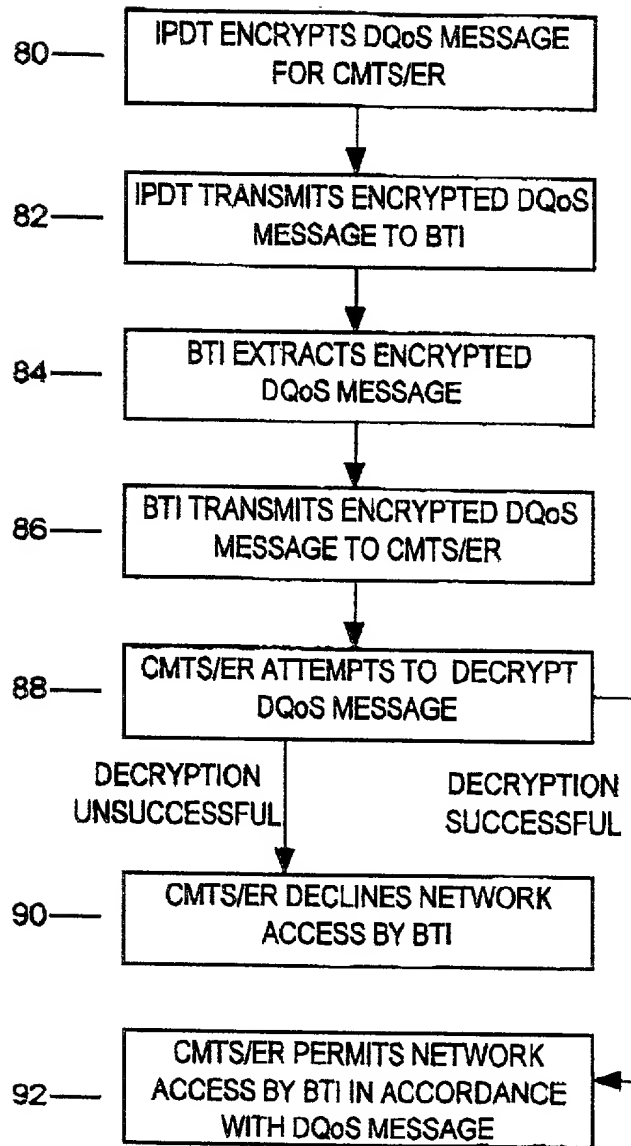 80
IPDT ENCRYPTS DQoS MESSAGE
FOR CMTS/ER
82
IPDT TRANSMITS ENCRYPTED DQoS
MESSAGE TO BTI
84
BTI EXTRACTS ENCRYPTED
DQoS MESSAGE
86
BTI TRANSMITS ENCRYPTED DQoS
MESSAGE TO CMTS/ER
88
CMTS/ER ATTEMPTS TO DECRYPT
DQoS MESSAGE
DECRYPTION
UNSUCCESSFUL
DECRYPTION
SUCCESSFUL
90
CMTS/ER DECLINES NETWORK
ACCESS BY BTI
92
CMTS/ER PERMITS NETWORK
ACCESS BY BTI IN ACCORDANCE
WITH DQoS MESSAGE